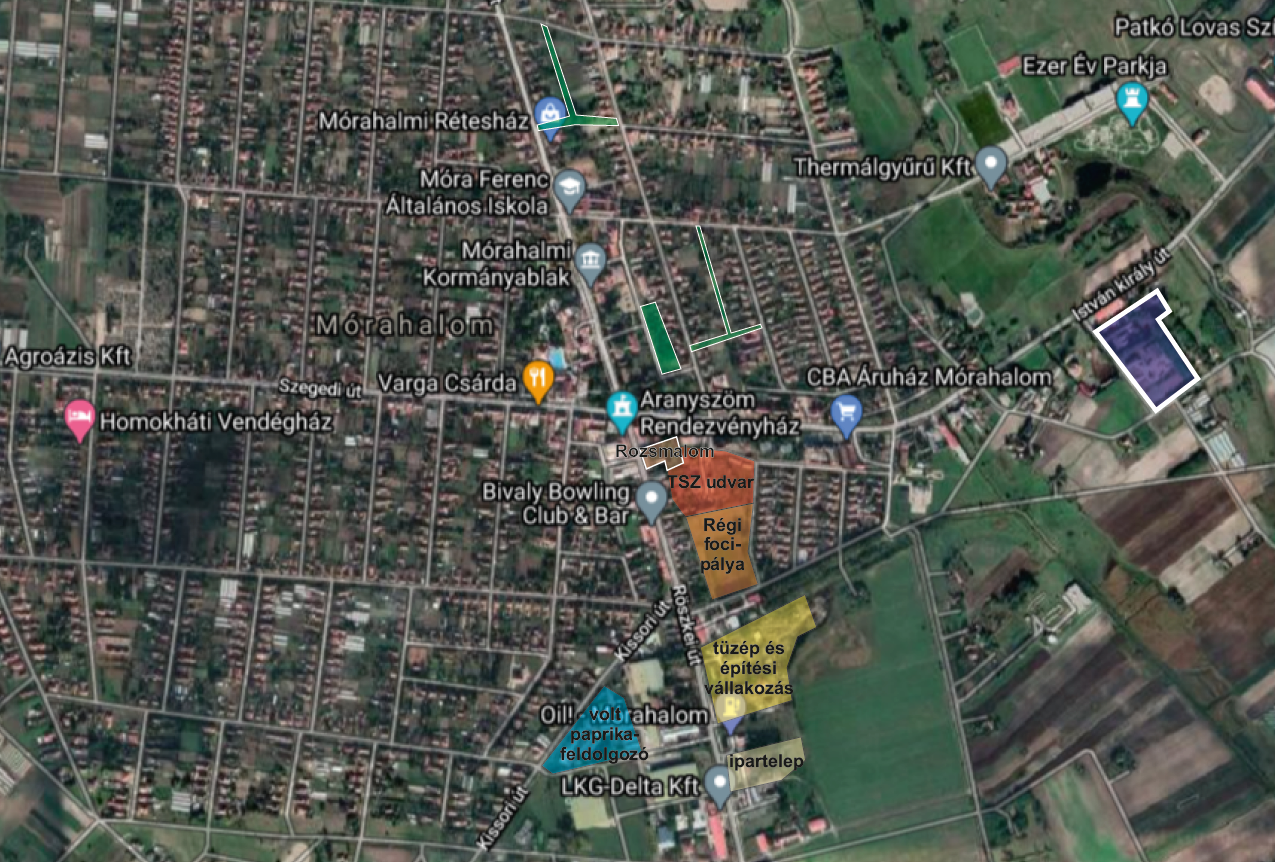 Patkó Lovas Szí
Ezer Év Parkja
Mórahalmi Rétesház
Thermálgyűrű Kft
Móra Ferenc
Általános Iskola
Mórahalmi
Kormányablak
István király út
Mórahalom
Agroázis Kft
Szegedi út
Varga Csárda
CBA Áruház Mórahalom
Homokháti Vendégház
Aranyszöm
Rendezvényház
Rozsmalom
TSZ udvar
Bivaly Bowling
Club & Bar
Régi
foci-
pálya
Röszkei út
Kissori út
tüzép és
építési
vállakozás
Oil! - Mórahalom
volt
paprika-
feldolgozó
ipartelep
LKG-Delta Kft
Kissori út